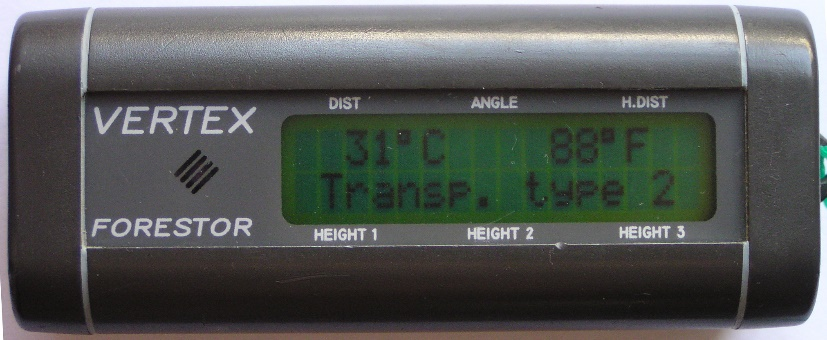 DIST ANGLE H.DIST
VERTEX
31°C 88°F
Transp. type 2
FORESTOR
HEIGHT 1 HEIGHT 2 HEIGHT 3